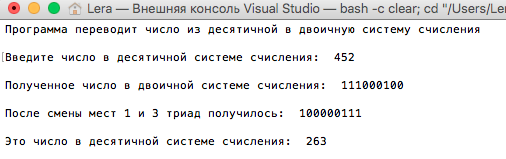 Lera — Внешняя консоль Visual Studio — bash -c clear; cd "/Users/Ler
Программа переводит число из десятичной в двоичную систему счисления
Введите число в десятичной системе счисления: 452
Полученное число в двоичной системе счисления: 111000100
После смены мест 1 и 3 триад получилось: 100000111
Это число в десятичной системе счисления: 263